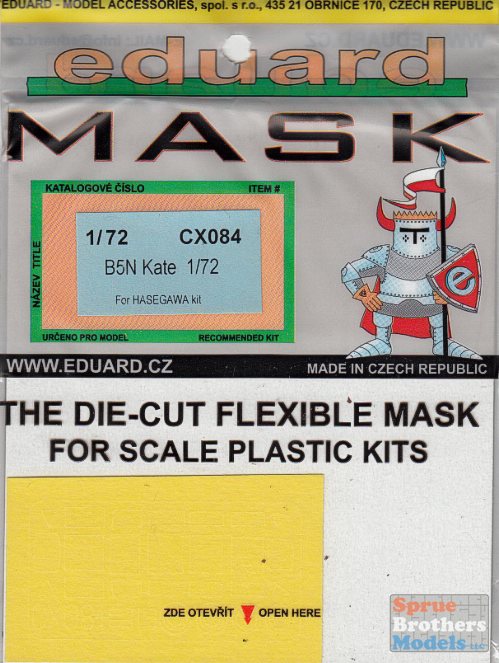 EDUARD - MODEL ACCESSORIES, spol. s r.o., 435 21 OBRNICE 170, CZECH REPUBLIC
eduard
MASK
KATALOGOVÉ ČÍSLO ITEM #
NÁZEV TITLE
1/72 CX084
B5N Kate 1/72
For HASEGAWA kit
URČENO PRO MODEL RECOMMENDED KIT
e
WWW.EDUARD.CZ MADE IN CZECH REPUBLIC
THE DIE-CUT FLEXIBLE MASK
FOR SCALE PLASTIC KITS
ZDE OTEVŘÍT OPEN HERE
Sprue
Brothers
Models LLC